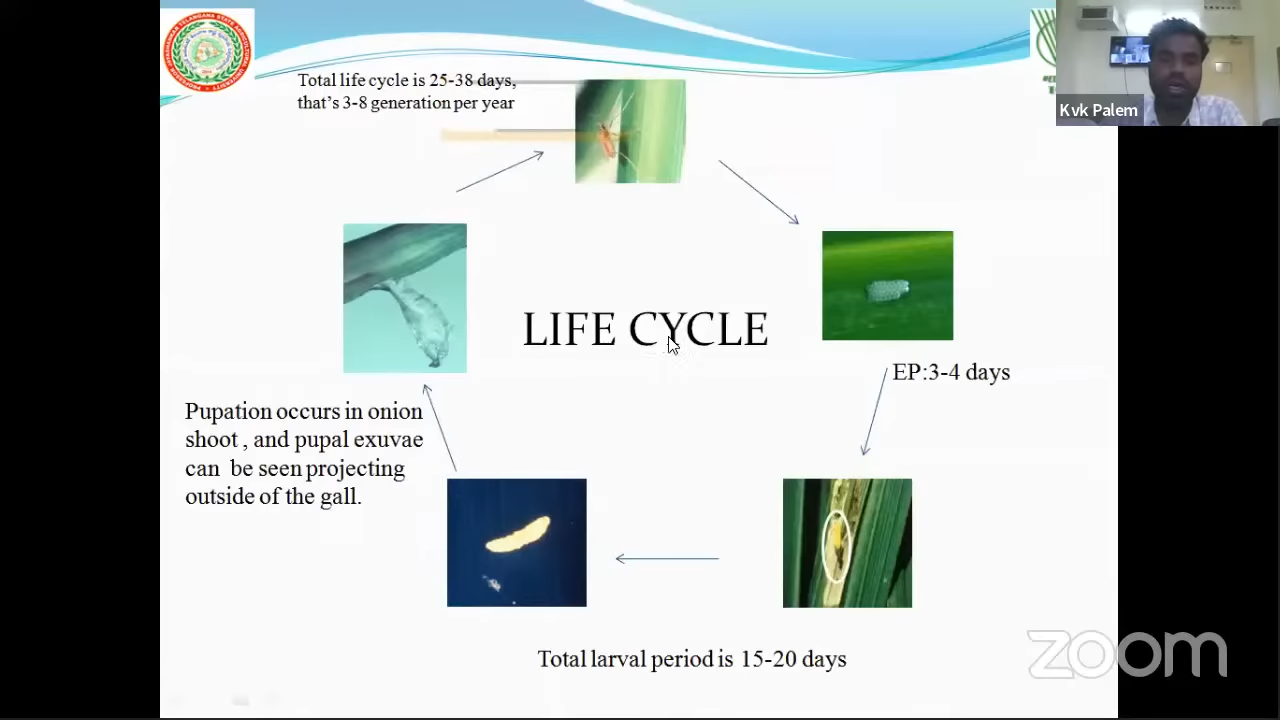 Total life cycle is 25-38 days,
that's 3-8 generation per year
Kvk Palem
LIFE CYCLE
EP:3-4 days
Pupation occurs in onion
shoot , and pupal exuvae
can be seen projecting
outside of the gall.
Total larval period is 15-20 days
zoom